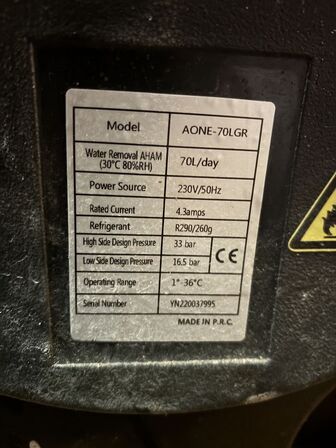 Model AONE-70LGR
Water Removal AHAM
(30°C 80%RH) 70L/day
Power Source 230V/50Hz
Rated Current 4.3amps
Refrigerant R290/260g
High Side Design Pressure 33 bar
Low Side Design Pressure 16.5 bar
CE
Operating Range 1°-36°C
Serial Number YN220037995
MADE IN P.R.C.